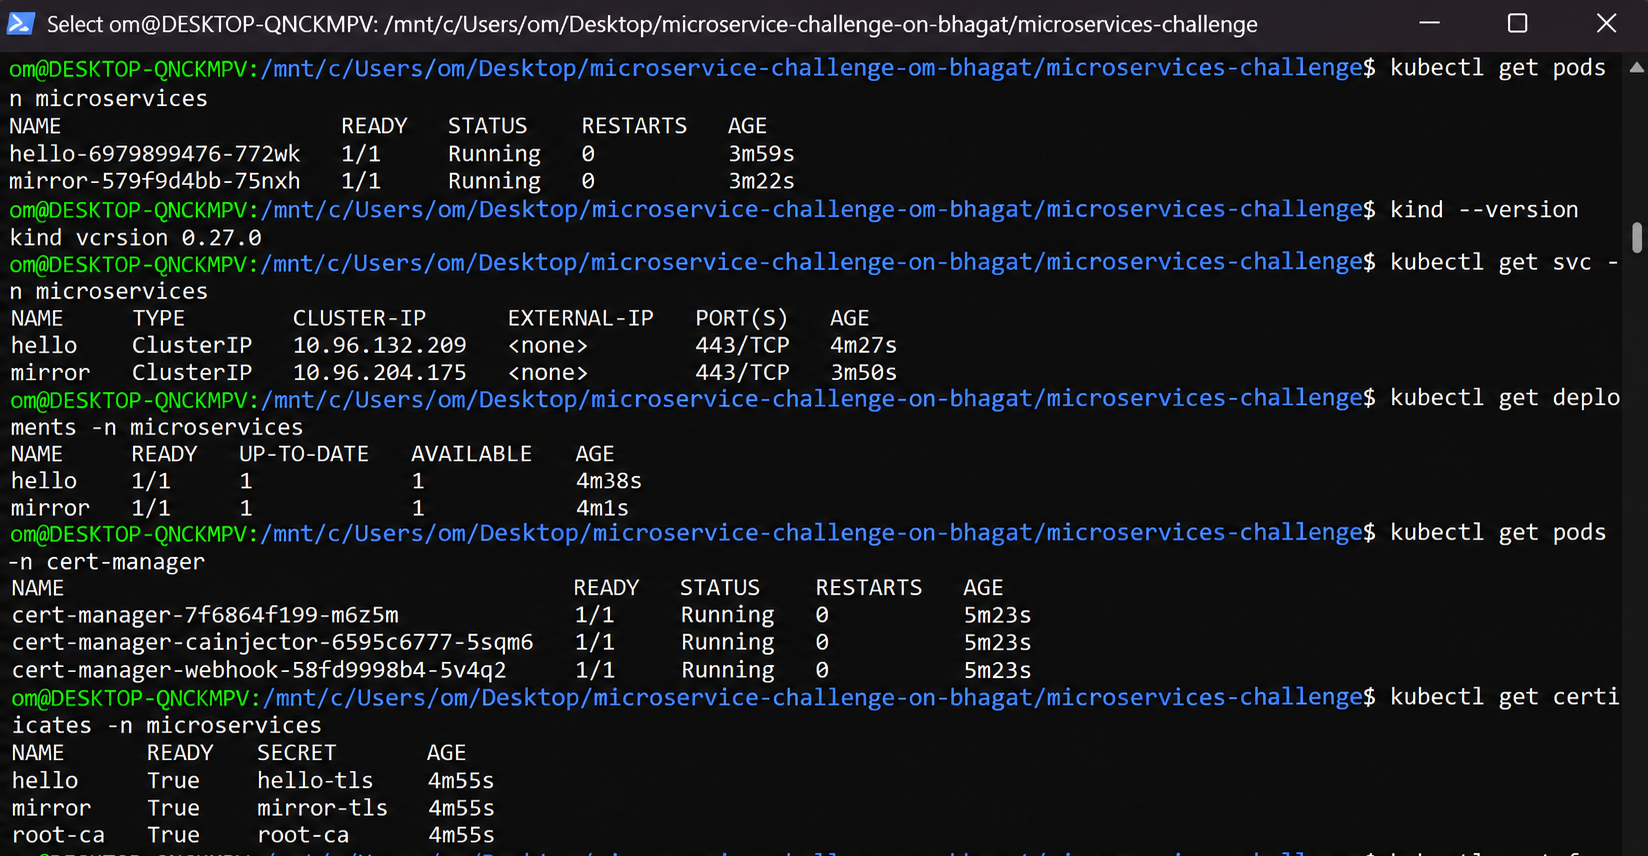 Select om@DESKTOP-QNCKMPV: /mnt/c/Users/om/Desktop/microservice-challenge-on-bhagat/microservices-challenge
om@DESKTOP-QNCKMPV:/mnt/c/Users/om/Desktop/microservice-challenge-om-bhagat/microservices-challenge$ kubectl get pods
n microservices
NAME READY STATUS RESTARTS AGE
hello-6979899476-772wk 1/1 Running 0 3m59s
mirror-579f9d4bb-75nxh 1/1 Running 0 3m22s
om@DESKTOP-QNCKMPV:/mnt/c/Users/om/Desktop/microservice-challenge-om-bhagat/microservices-challenge$ kind --version
kind vcrsion 0.27.0
om@DESKTOP-QNCKMPV:/mnt/c/Users/om/Desktop/microservice-challenge-om-bhagat/microservices-challenge$ kubectl get svc -
n microservices
NAME TYPE CLUSTER-IP EXTERNAL-IP PORT(S) AGE
hello ClusterIP 10.96.132.209 <none> 443/TCP 4m27s
mirror ClusterIP 10.96.204.175 <none> 443/TCP 3m50s
om@DESKTOP-QNCKMPV:/mnt/c/Users/om/Desktop/microservice-challenge-on-bhagat/microservices-challenge$ kubectl get deplo
ments -n microservices
NAME READY UP-TO-DATE AVAILABLE AGE
hello 1/1 1 1 4m38s
mirror 1/1 1 1 4m1s
om@DESKTOP-QNCKMPV:/mnt/c/Users/om/Desktop/microservice-challenge-on-bhagat/microservices-challenge$ kubectl get pods
-n cert-manager
NAME READY STATUS RESTARTS AGE
cert-manager-7f6864f199-m6z5m 1/1 Running 0 5m23s
cert-manager-cainjector-6595c6777-5sqm6 1/1 Running 0 5m23s
cert-manager-webhook-58fd9998b4-5v4q2 1/1 Running 0 5m23s
om@DESKTOP-QNCKMPV:/mnt/c/Users/om/Desktop/microservice-challenge-on-bhagat/microservices-challenge$ kubectl get certi
icates -n microservices
NAME READY SECRET AGE
hello True hello-tls 4m55s
mirror True mirror-tls 4m55s
root-ca True root-ca 4m55s